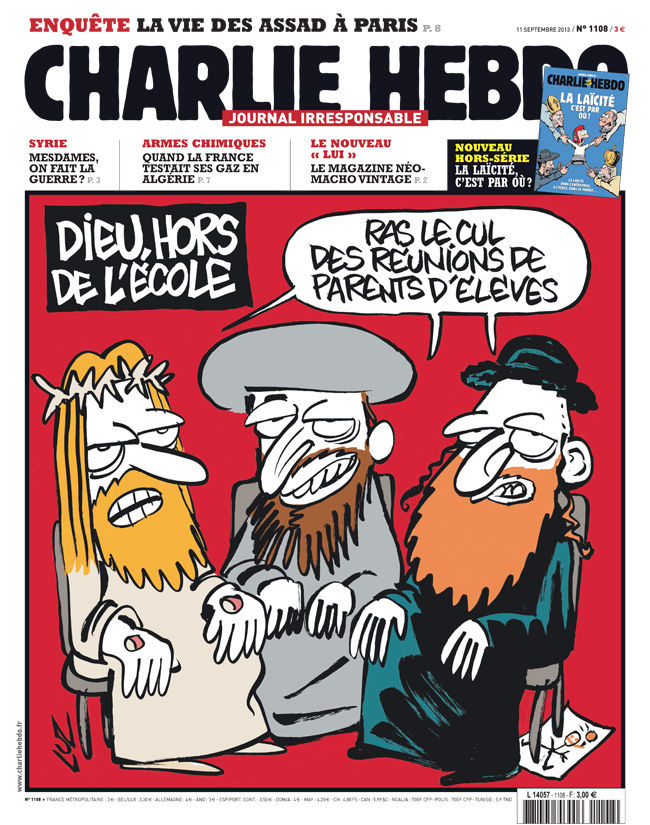 ENQUÊTE LA VIE DES ASSAD À PARIS P. 8
11 SEPTEMBRE 2013 / N° 1108 / 3 €
CHARLIE HEBDO
JOURNAL IRRESPONSABLE
SYRIE
MESDAMES,
ON FAIT LA
GUERRE? P. 3
ARMES CHIMIQUES
QUAND LA FRANCE
TESTAIT SES GAZ EN
ALGÉRIE P. 7
LE NOUVEAU
« LUI »
LE MAGAZINE NÉO-
MACHO VINTAGE P. 2
NOUVEAU
HORS-SÉRIE
LA LAÏCITÉ,
C'EST PAR OÙ?
CHARLIE HEBDO
LA LAÏCITÉ
C'EST PAR
OÙ?
DIEU, HORS
DE L'ÉCOLE
RAS LE CUL
DES RÉUNIONS DE
PARENTS D'ÉLÈVES
LUZ
www.charliehebdo.fr
N° 1108 • FRANCE MÉTROPOLITAINE : 3 €
L 14057 - 1108 - F: 3,00 €